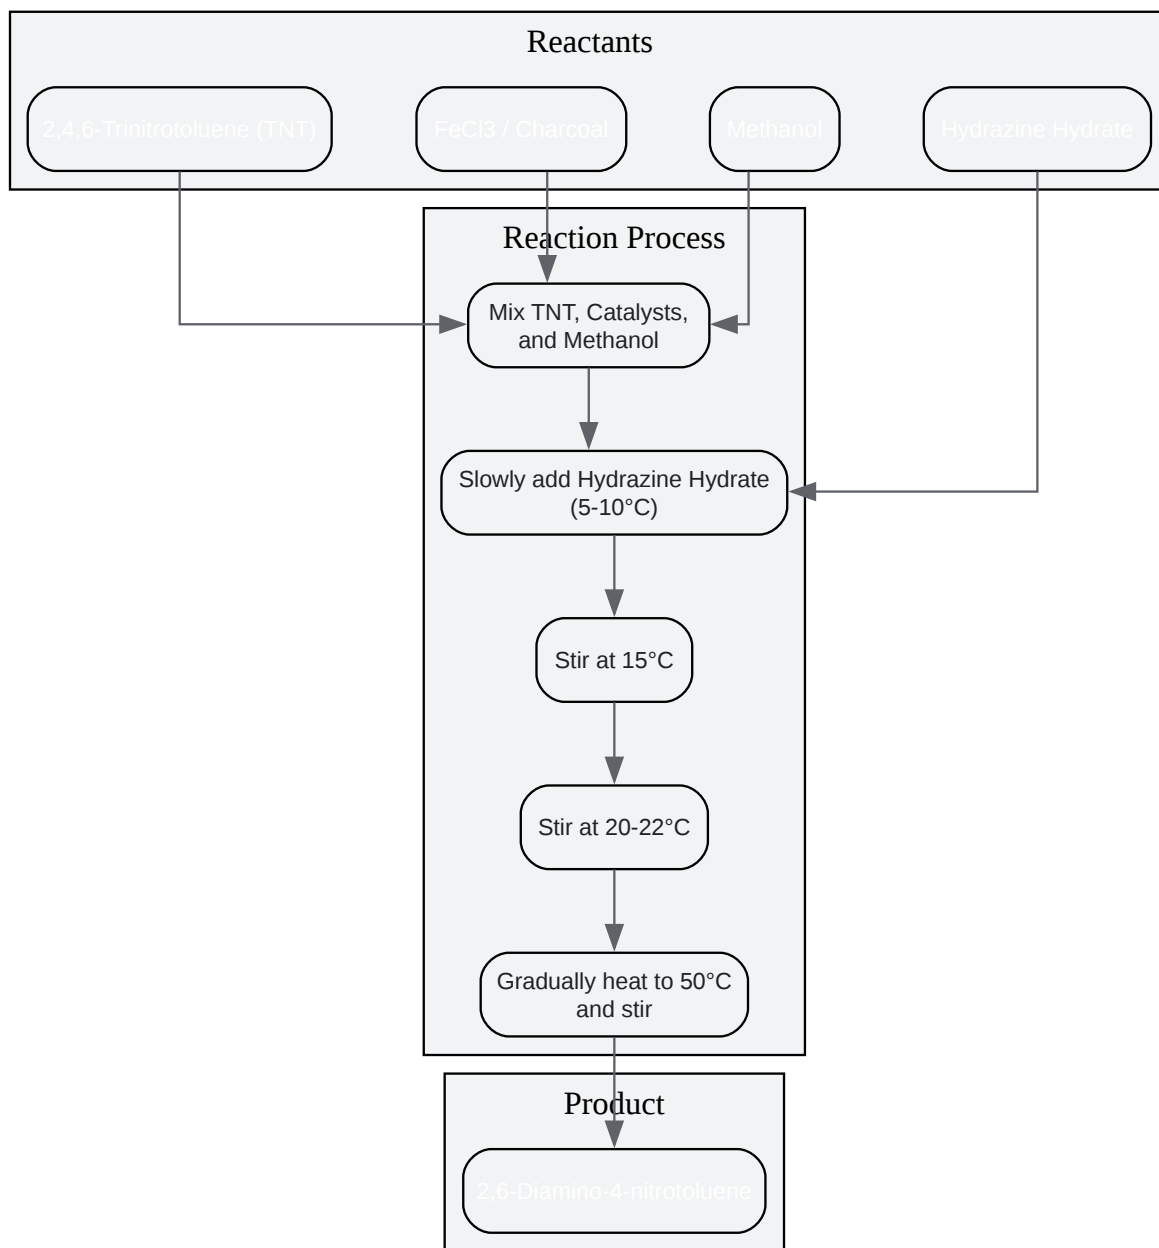 Reactants
2,4,6-Trinitrotoluene (TNT)
FeCl3 / Charcoal
Methanol
Hydrazine Hydrate
Reaction Process
Mix TNT, Catalysts,
and Methanol
Slowly add Hydrazine Hydrate
(5-10°C)
Stir at 15°C
Stir at 20-22°C
Gradually heat to 50°C
and stir
Product
2,6-Diamino-4-nitrotoluene